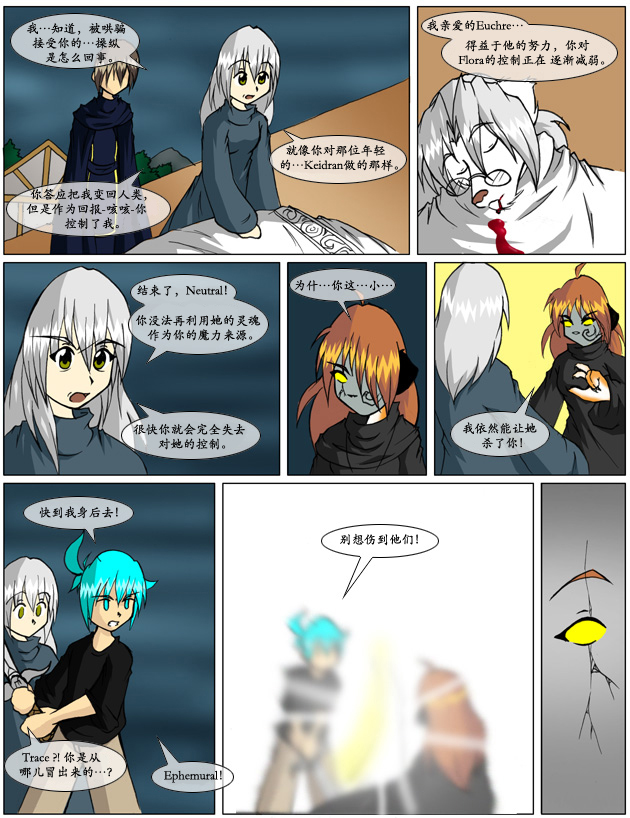 我…知道，被哄骗
接受你的…操纵
是怎么回事。
就像你对那位年轻
的…Keidran做的那样。
你答应把我变回人类，
但是作为回报-咳咳-你
控制了我。
我亲爱的Euchre…
得益于他的努力，你对
Flora的控制正在 逐渐减弱。
结束了，Neutral！
你没法再利用她的灵魂
作为你的魔力来源。
很快你就会完全失去
对她的控制。
为什…你这…小…
我依然能让她
杀了你！
快到我身后去！
Trace ?! 你是从
哪儿冒出来的…？
Ephemural！
别想伤到他们！